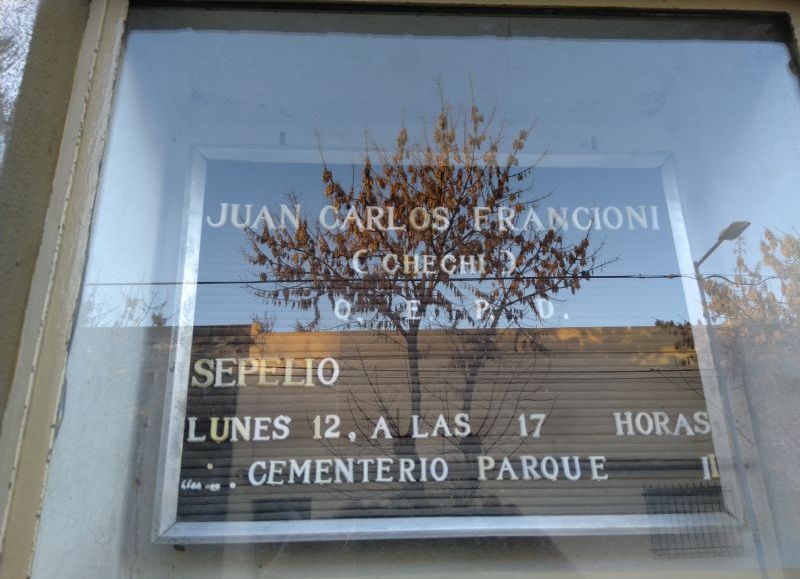 JUAN CARLOS FRANCIONI
( CHECHI )
Q. E. P. D.
SEPELIO
LUNES 12, A LAS 17 HORAS
CEMENTERIO PARQUE